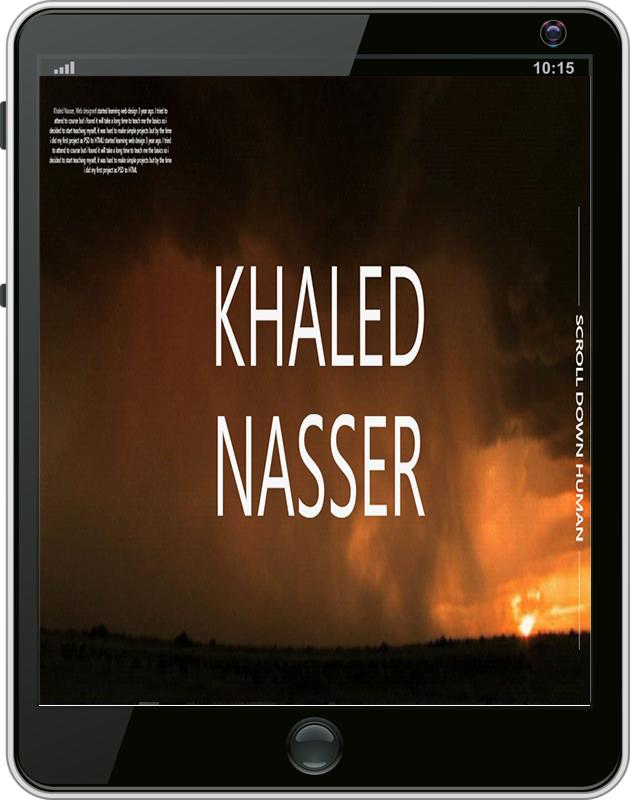 10:15
Khaled Nasser, Web designed! started learning web design 3 year ago. I tried
to attend to course but i found it will take a long time to teach me the basics so i
decided to start teaching myself, it was hard to make simple projects but by the time
i did my first project as PSD to HTML! started learning web design 3 year ago. I tried
to attend to course but i found it will take a long time to teach me the basics so i
decided to start teaching myself, it was hard to make simple projects but by the time
i did my first project as PSD to HTML
KHALED
NASSER
SCROLL DOWN HUMAN